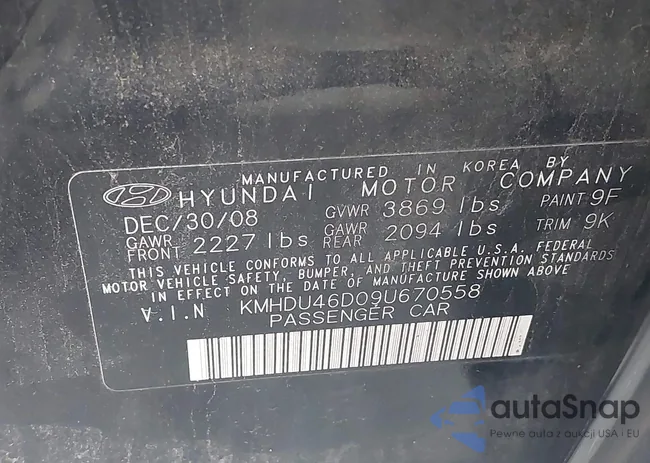 MANUFACTURED IN KOREA BY
HYUNDAI MOTOR COMPANY
DEC/30/08 GVWR 3869 lbs PAINT 9F
GAWR FRONT 2227 lbs GAWR REAR 2094 lbs TRIM 9K
THIS VEHICLE CONFORMS TO ALL APPLICABLE U.S.A. FEDERAL
MOTOR VEHICLE SAFETY, BUMPER, AND THEFT PREVENTION STANDARDS
IN EFFECT ON THE DATE OF MANUFACTURE SHOWN ABOVE
V.I.N KMHDU46D09U670558
PASSENGER CAR
autaSnap
Pewne auta z aukcji USA i EU